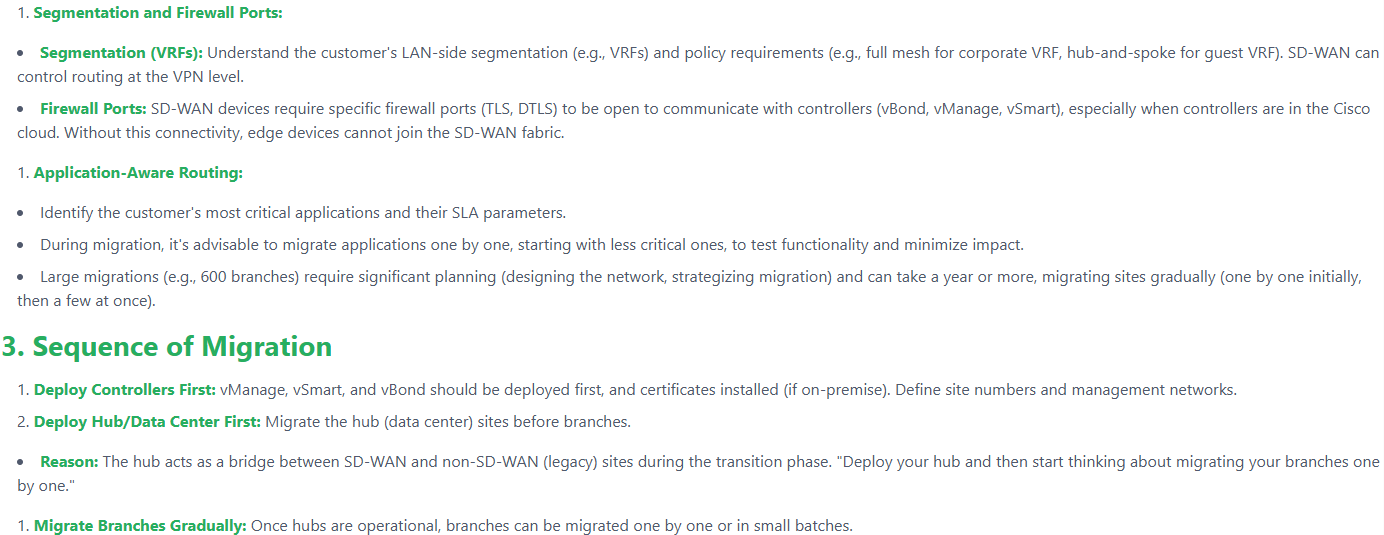 1. Segmentation and Firewall Ports:
• Segmentation (VRFs): Understand the customer's LAN-side segmentation (e.g., VRFs) and policy requirements (e.g., full mesh for corporate VRF, hub-and-spoke for guest VRF). SD-WAN can
control routing at the VPN level.
• Firewall Ports: SD-WAN devices require specific firewall ports (TLS, DTLS) to be open to communicate with controllers (vBond, vManage, vSmart), especially when controllers are in the Cisco
cloud. Without this connectivity, edge devices cannot join the SD-WAN fabric.
1. Application-Aware Routing:
• Identify the customer's most critical applications and their SLA parameters.
• During migration, it's advisable to migrate applications one by one, starting with less critical ones, to test functionality and minimize impact.
• Large migrations (e.g., 600 branches) require significant planning (designing the network, strategizing migration) and can take a year or more, migrating sites gradually (one by one initially,
then a few at once).
3. Sequence of Migration
1. Deploy Controllers First: vManage, vSmart, and vBond should be deployed first, and certificates installed (if on-premise). Define site numbers and management networks.
2. Deploy Hub/Data Center First: Migrate the hub (data center) sites before branches.
• Reason: The hub acts as a bridge between SD-WAN and non-SD-WAN (legacy) sites during the transition phase. "Deploy your hub and then start thinking about migrating your branches one
by one."
1. Migrate Branches Gradually: Once hubs are operational, branches can be migrated one by one or in small batches.